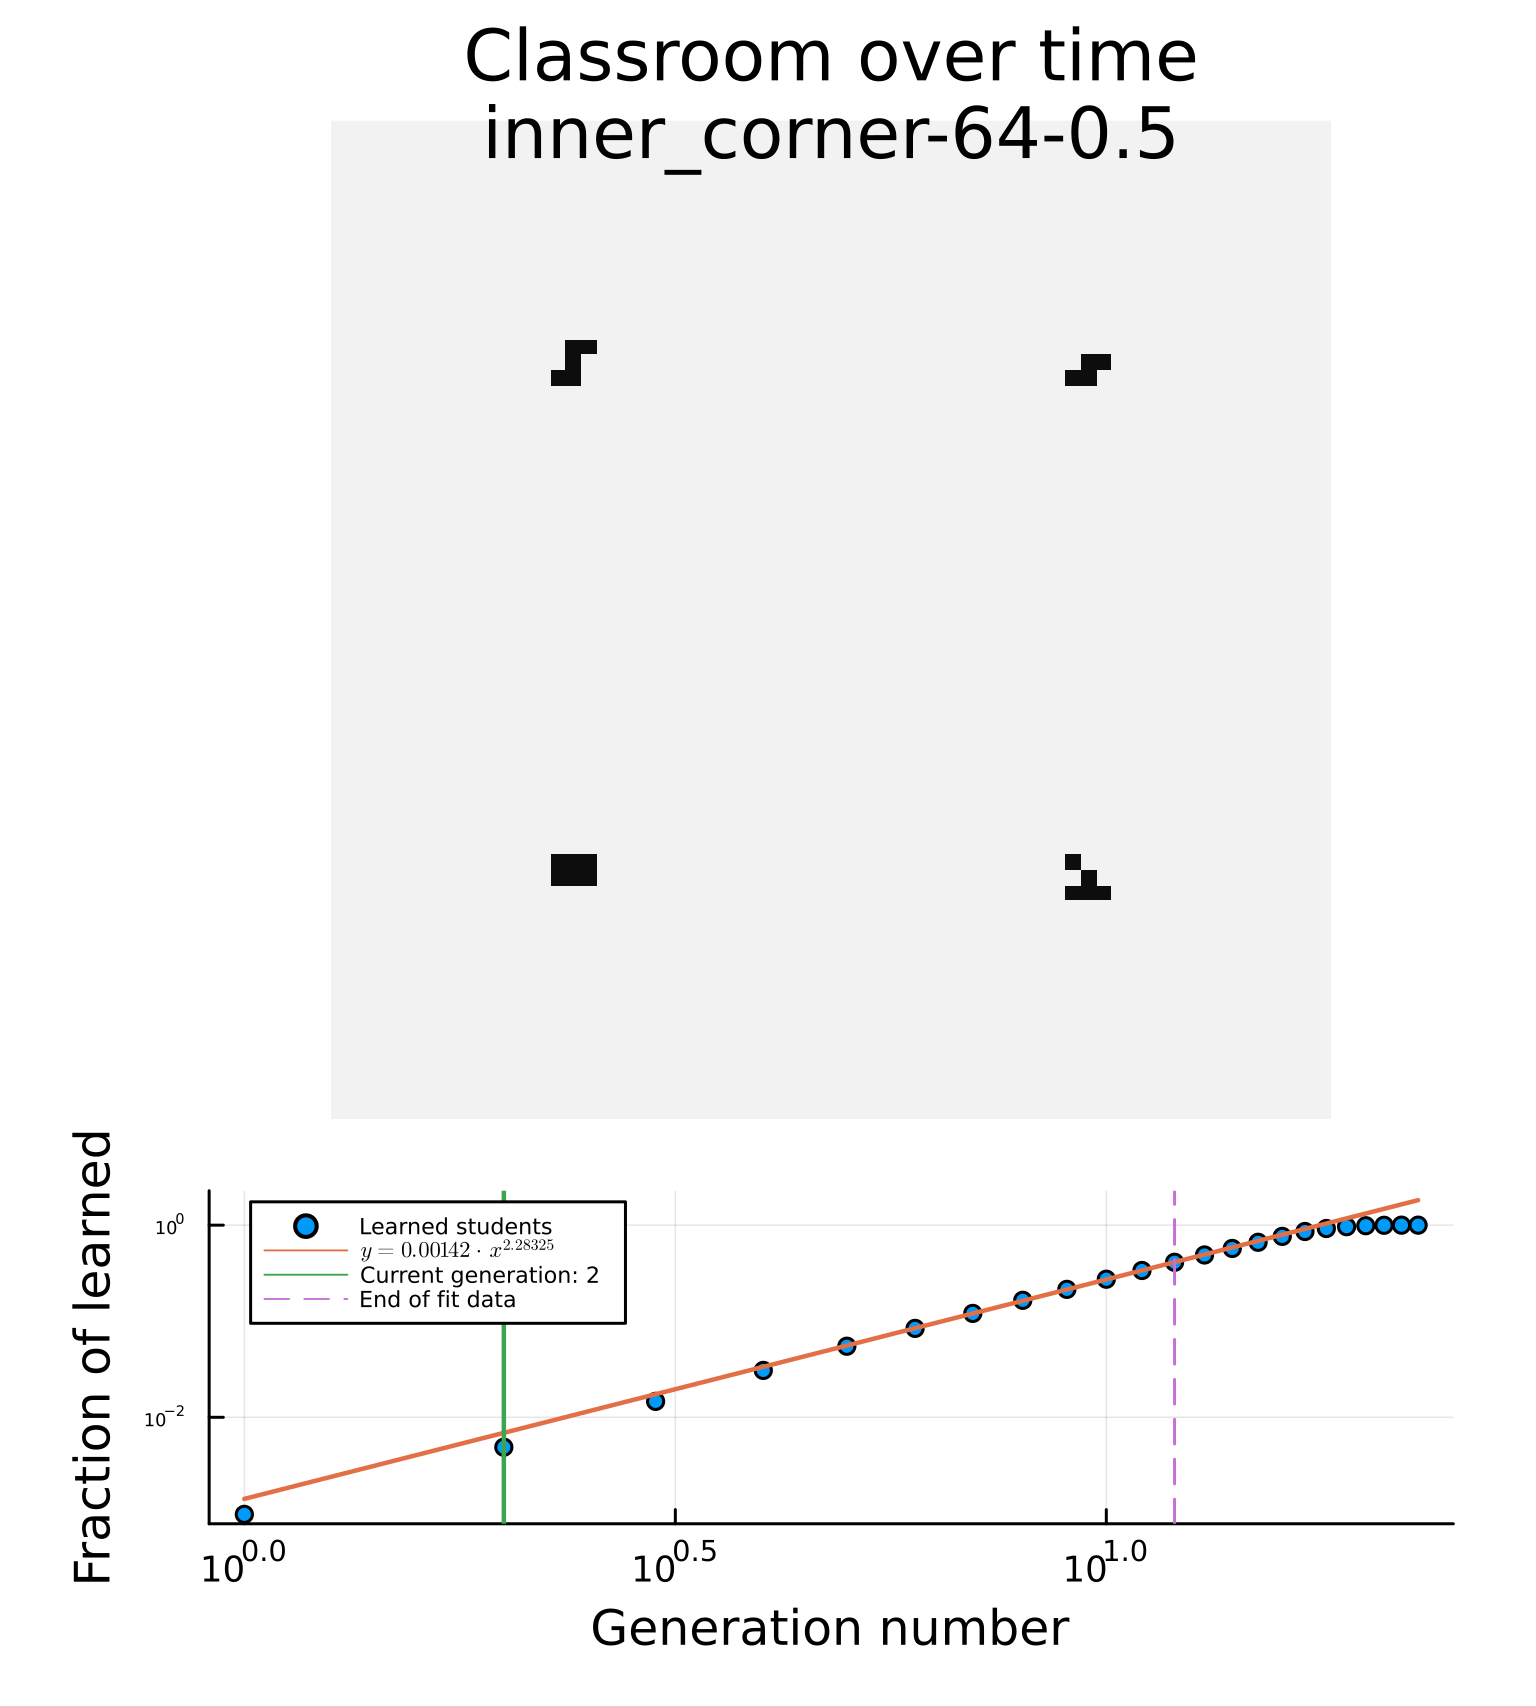 Classroom over time
inner_corner-64-0.5
Fraction of learned
10^0
10^−2
Learned students
y = 0.00142 · x^2.28325
Current generation: 2
End of fit data
10^0.0
10^0.5
10^1.0
Generation number